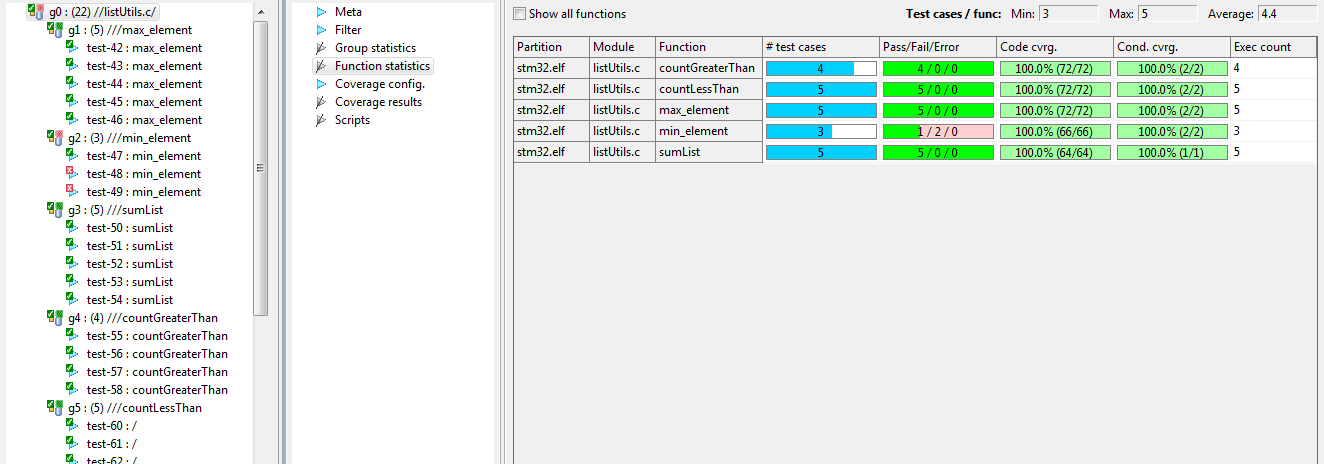 g0 : (22) //listUtils.c/
g1 : (5) ///max_element
test-42 : max_element
test-43 : max_element
test-44 : max_element
test-45 : max_element
test-46 : max_element
g2 : (3) ///min_element
test-47 : min_element
test-48 : min_element
test-49 : min_element
g3 : (5) ///sumList
test-50 : sumList
test-51 : sumList
test-52 : sumList
test-53 : sumList
test-54 : sumList
g4 : (4) ///countGreaterThan
test-55 : countGreaterThan
test-56 : countGreaterThan
test-57 : countGreaterThan
test-58 : countGreaterThan
g5 : (5) ///countLessThan
test-60 : /
test-61 : /
test-62 : /
Meta
Filter
Group statistics
Function statistics
Coverage config.
Coverage results
Scripts
Show all functions Test cases / func: Min: 3 Max: 5 Average: 4.4
Partition Module Function # test cases Pass/Fail/Error Code cvrg. Cond. cvrg. Exec count
stm32.elf listUtils.c countGreaterThan 4 4 / 0 / 0 100.0% (72/72) 100.0% (2/2) 4
stm32.elf listUtils.c countLessThan 5 5 / 0 / 0 100.0% (72/72) 100.0% (2/2) 5
stm32.elf listUtils.c max_element 5 5 / 0 / 0 100.0% (72/72) 100.0% (2/2) 5
stm32.elf listUtils.c min_element 3 1 / 2 / 0 100.0% (66/66) 100.0% (2/2) 3
stm32.elf listUtils.c sumList 5 5 / 0 / 0 100.0% (64/64) 100.0% (1/1) 5